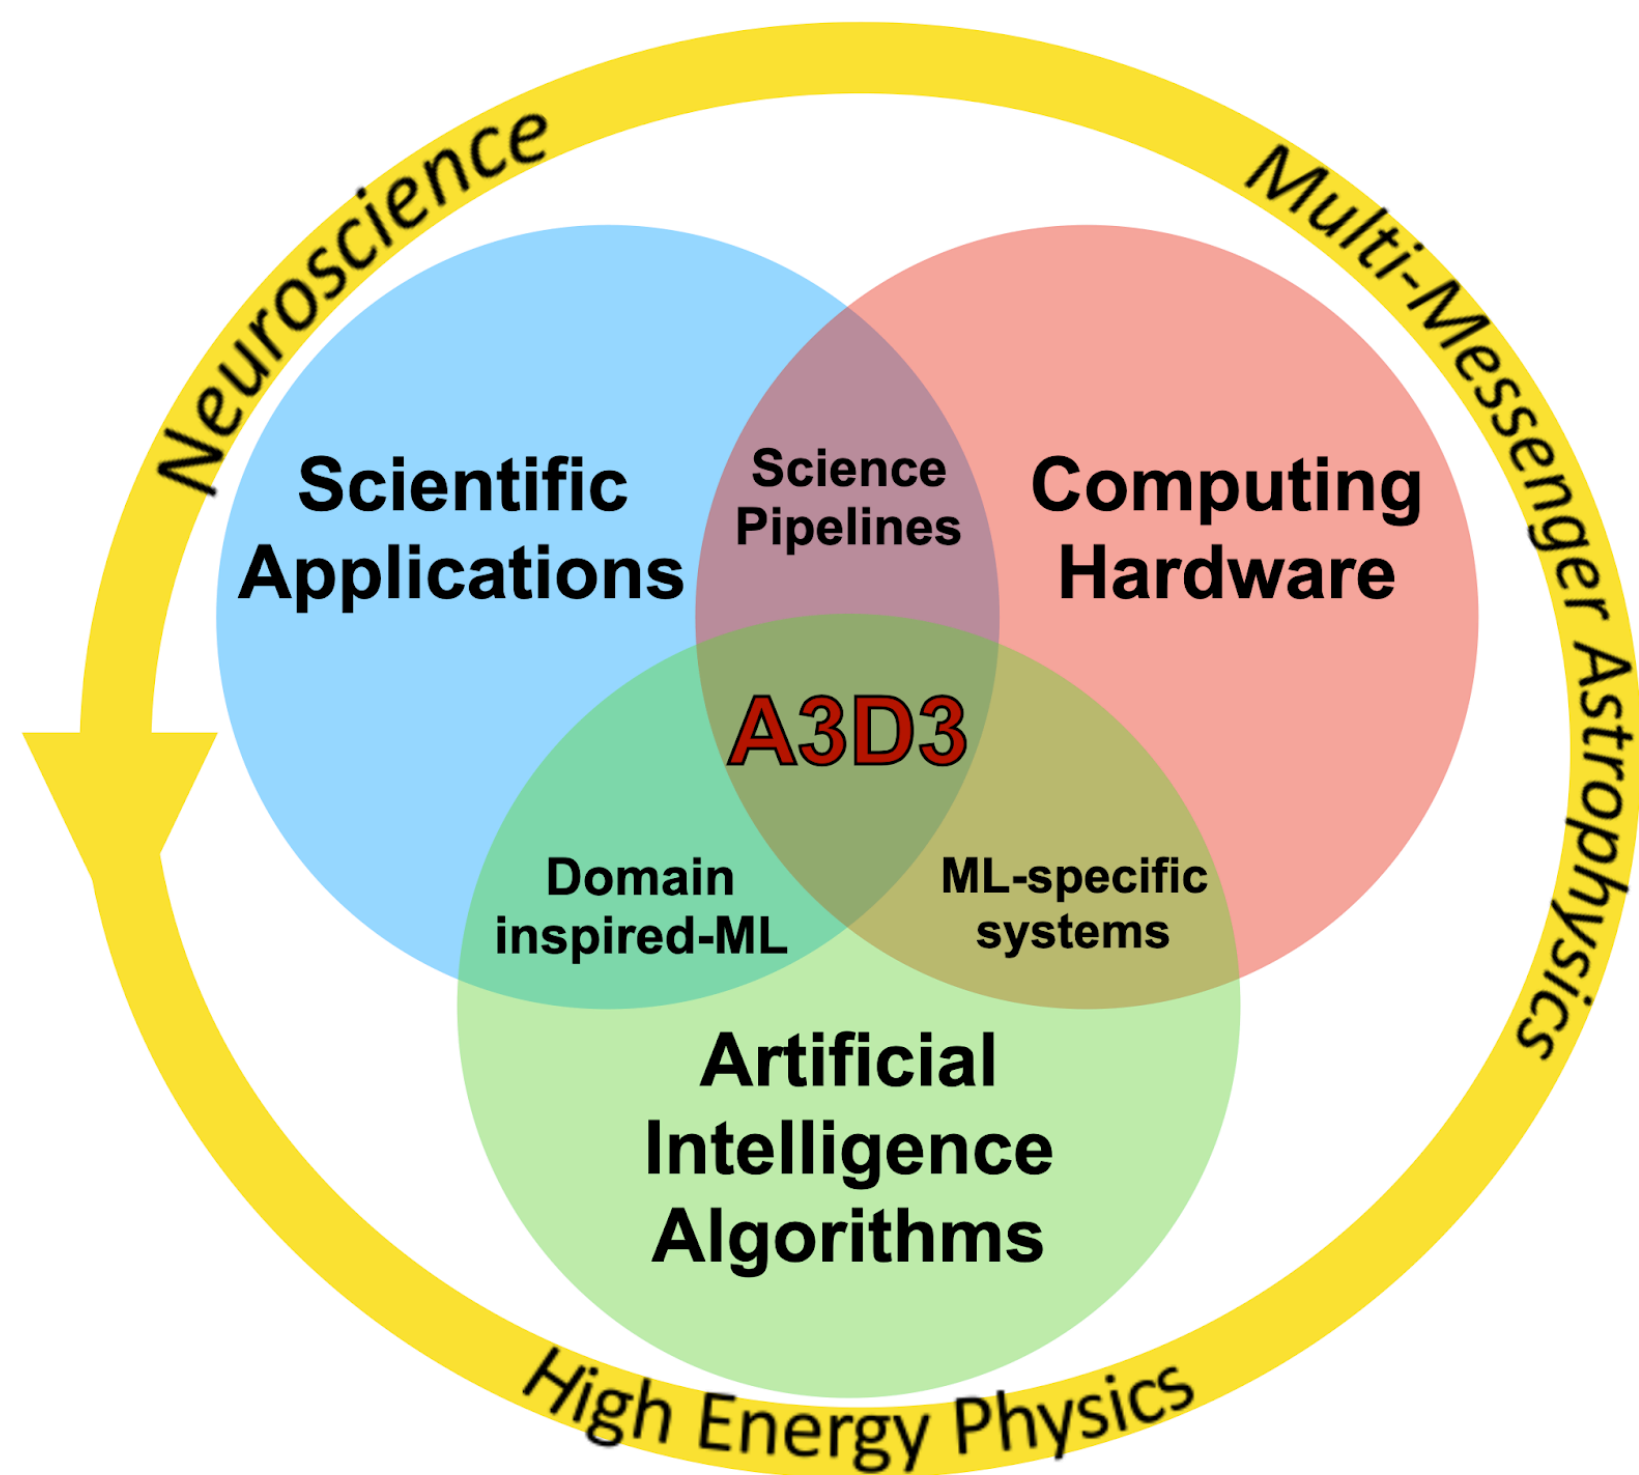 Neuroscience
Multi-Messenger Astrophysics
Scientific
Applications
Science
Pipelines
Computing
Hardware
A3D3
Domain
inspired-ML
ML-specific
systems
Artificial
Intelligence
Algorithms
High Energy Physics